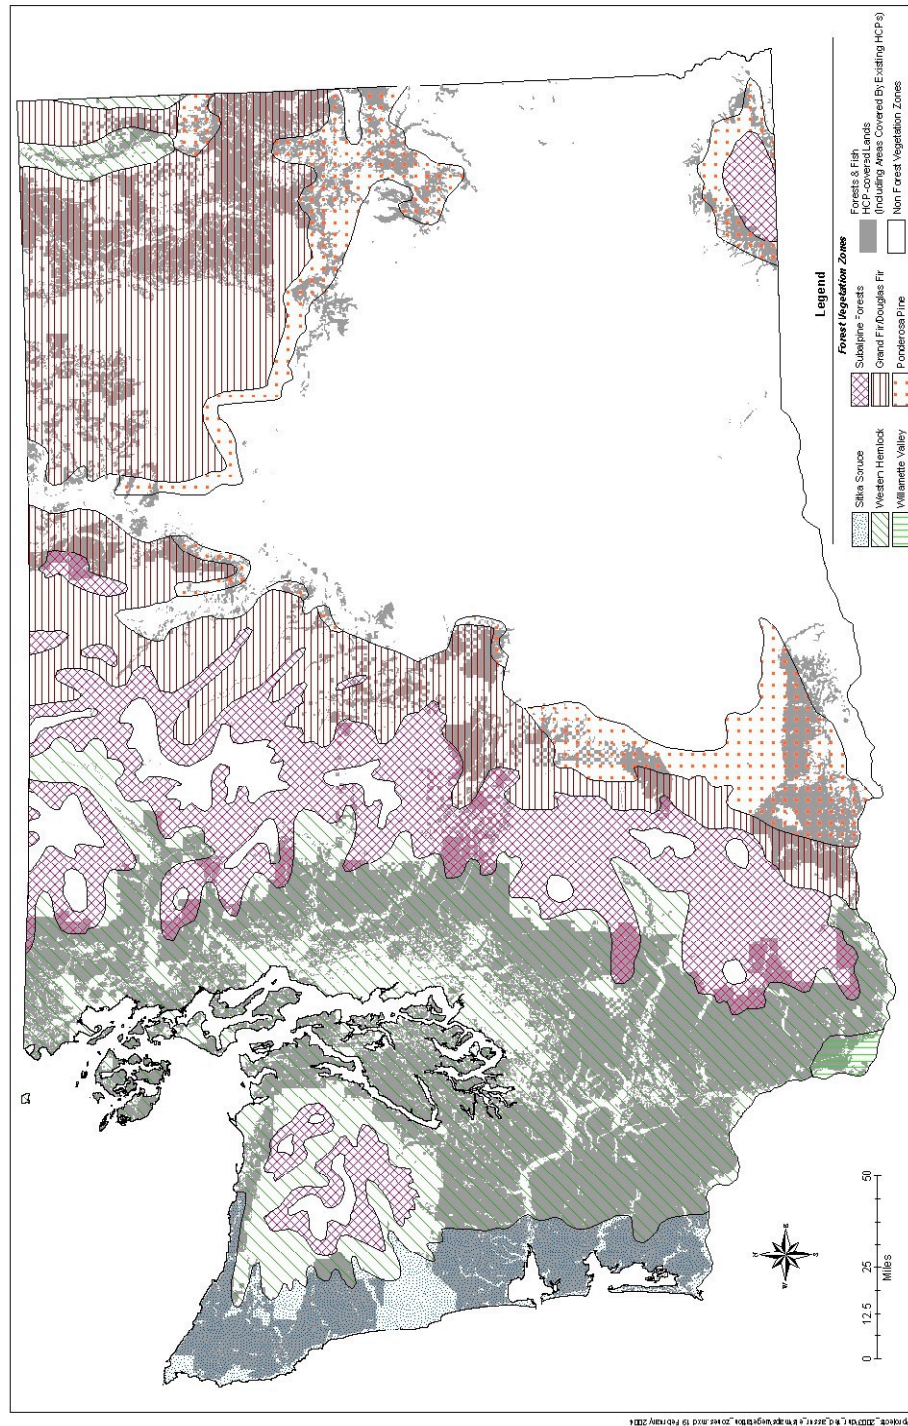 Legend
Forest Vegetation Zones
Sitka Spruce
Western Hemlock
Willamette Valley
Subalpine Forests
Grand Fir/Douglas Fir
Ponderosa Pine
Forests & Fish
HCP-covered Lands
(Including Areas Covered By Existing HCPs)
Non Forest Vegetation Zones
N
E
S
W
0 12.5 25 50
Miles